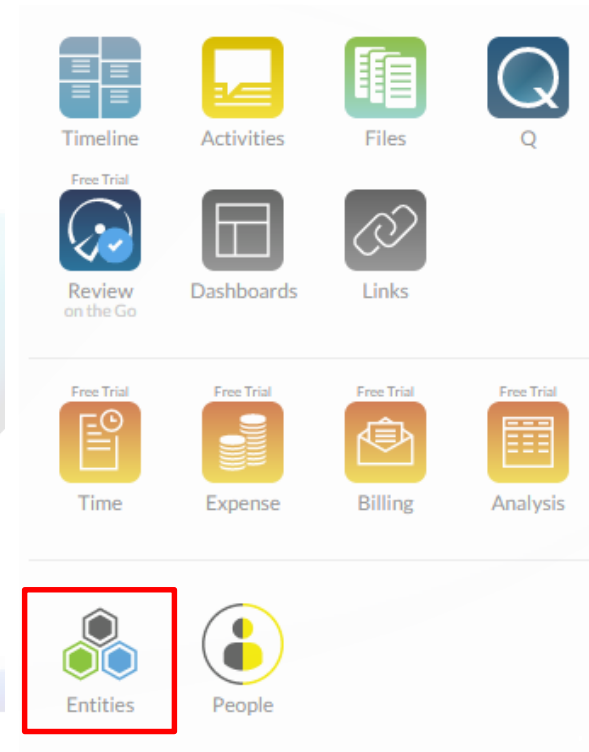 Timeline Activities Files Q
Free Trial
Review Dashboards Links
on the Go
Free Trial Free Trial Free Trial Free Trial
Time Expense Billing Analysis
Entities People